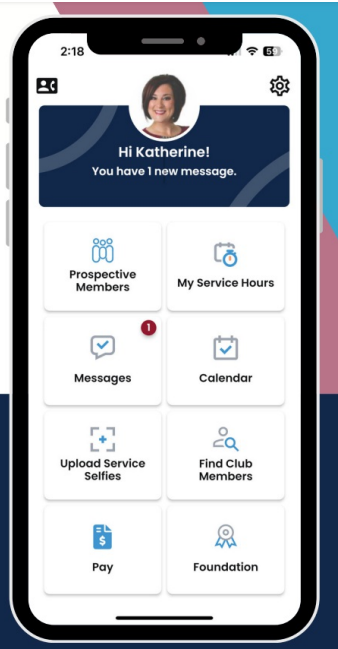 2:18
59
Hi Katherine!
You have 1 new message.
Prospective
Members
My Service Hours
1
Messages
Calendar
Upload Service
Selfies
Find Club
Members
$
Pay
Foundation